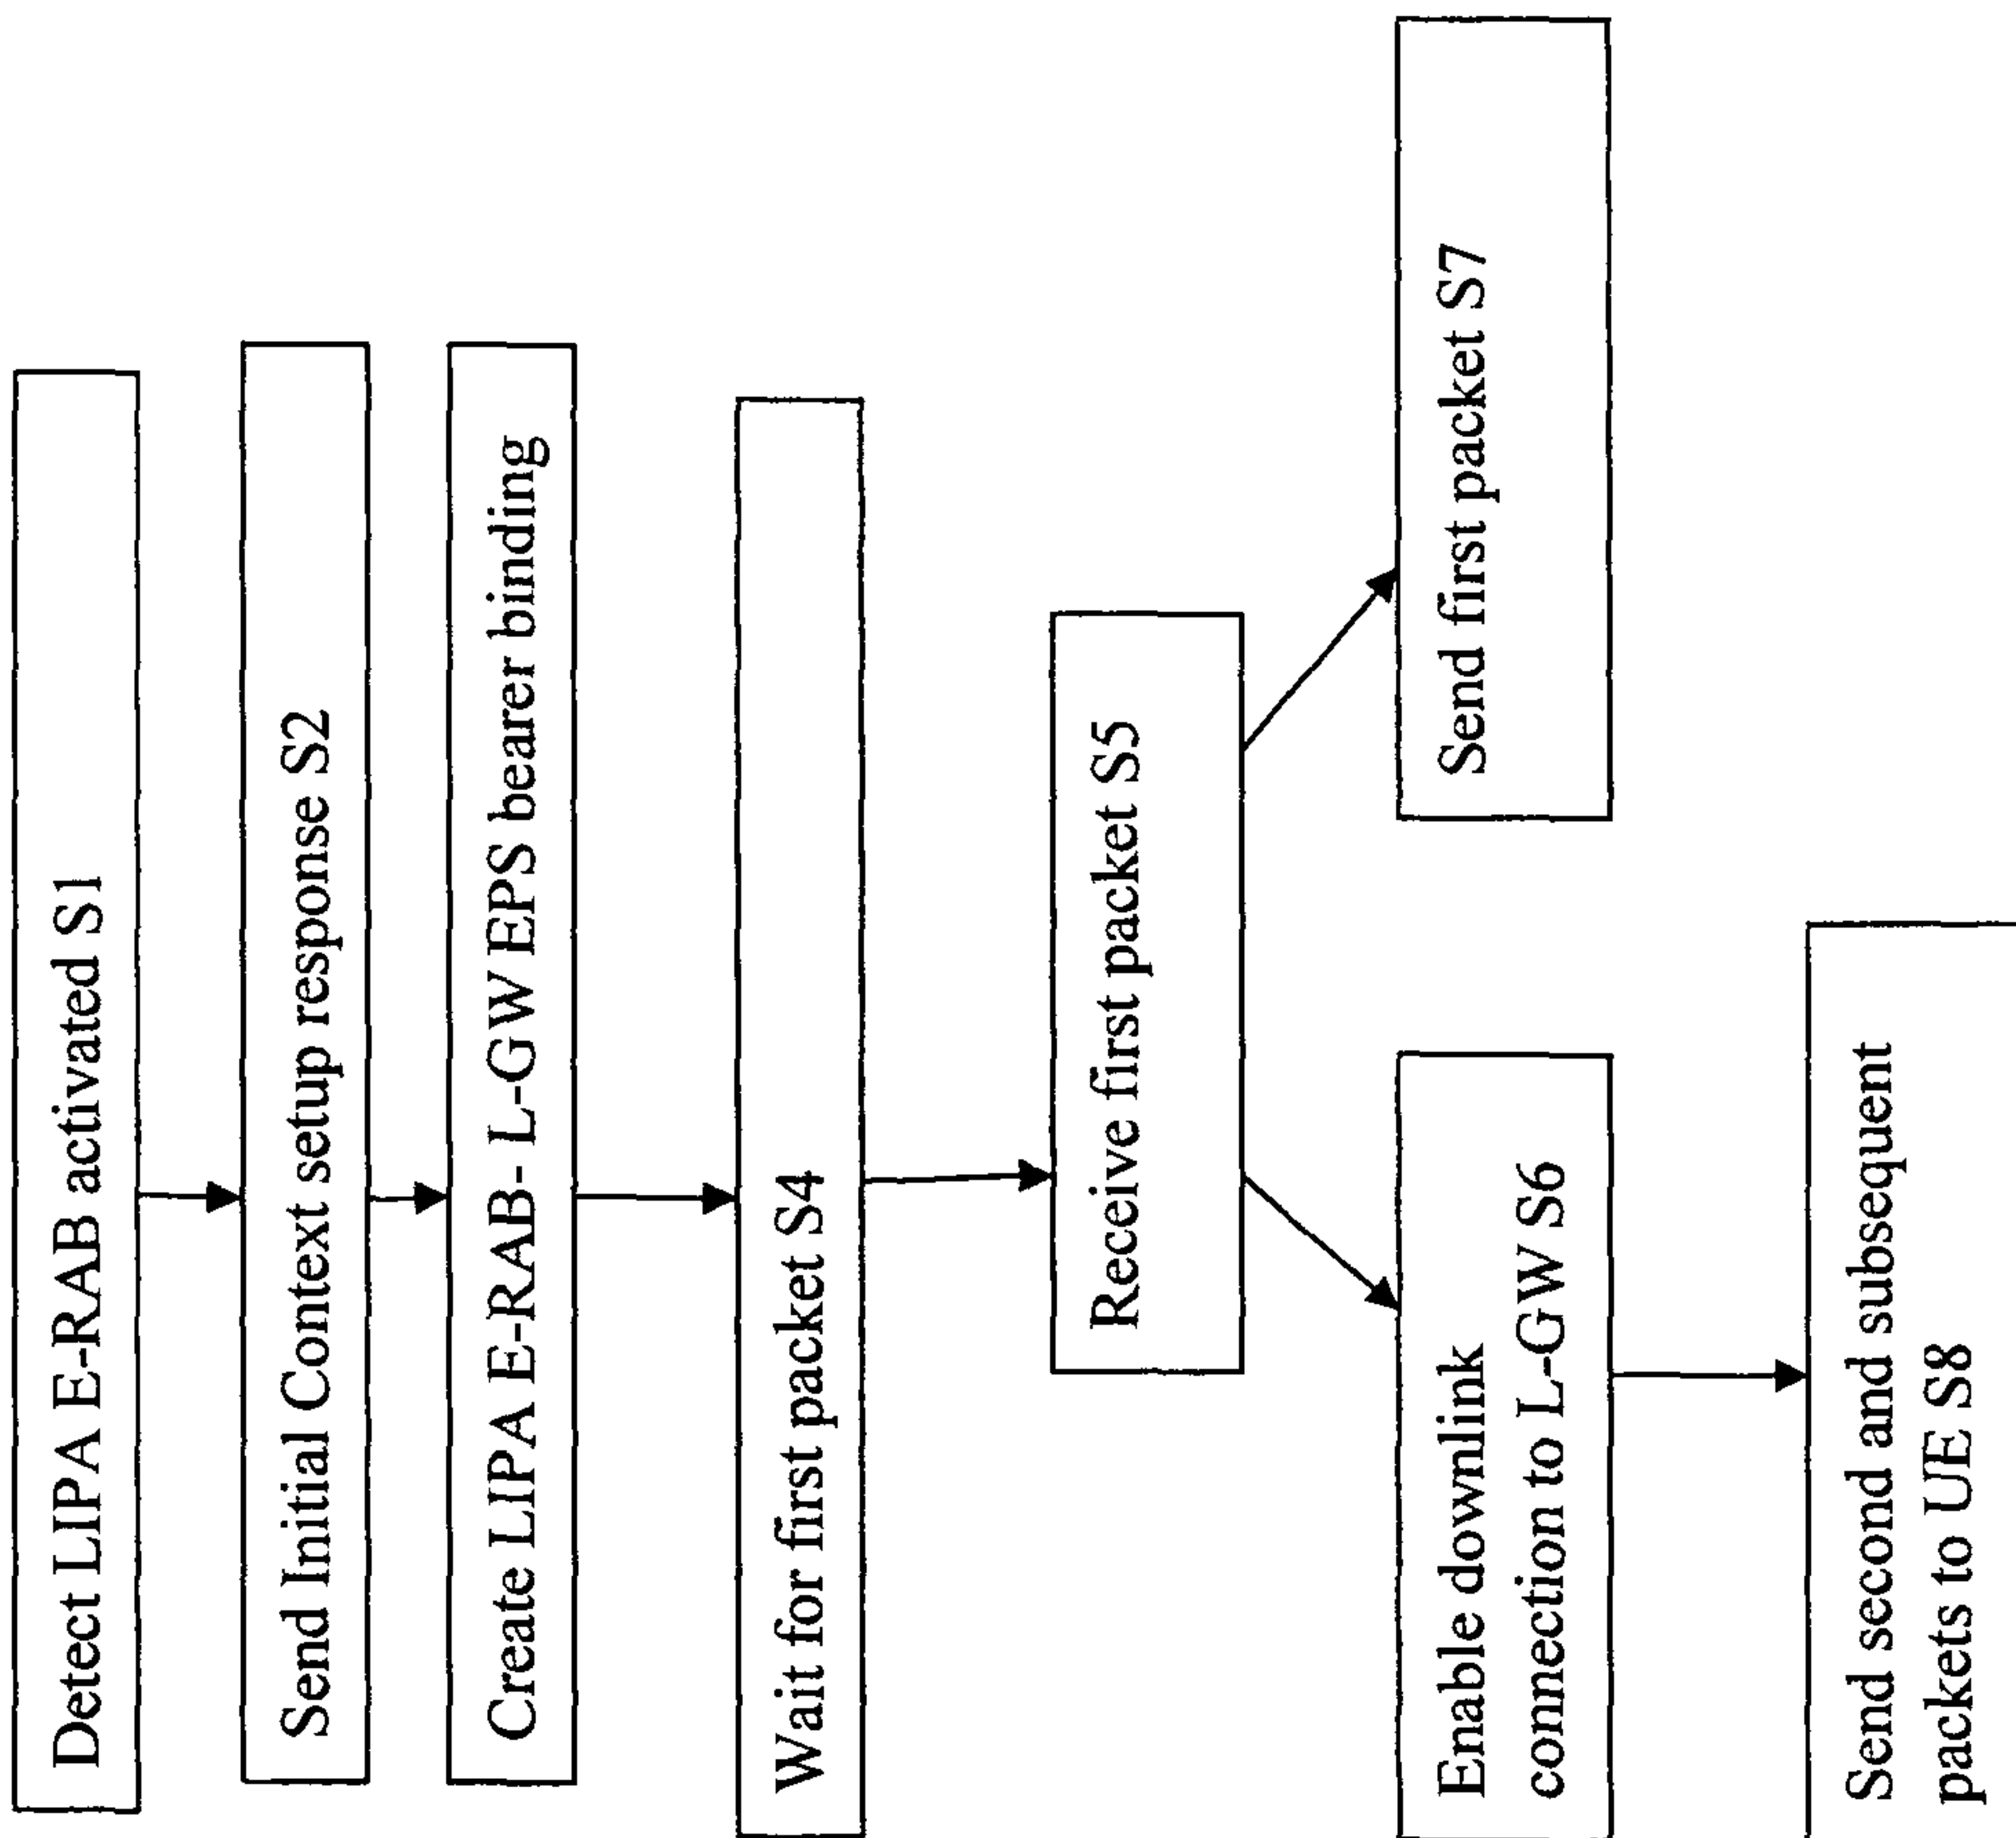 Detect LIPA E-RAB activated S1
Send Initial Context setup response S2
Create LIPA E-RAB- L-GW EPS bearer binding
Wait for first packet S4
Receive first packet S5
Enable downlink
connection to L-GW S6
Send first packet S7
Send second and subsequent
packets to UE S8